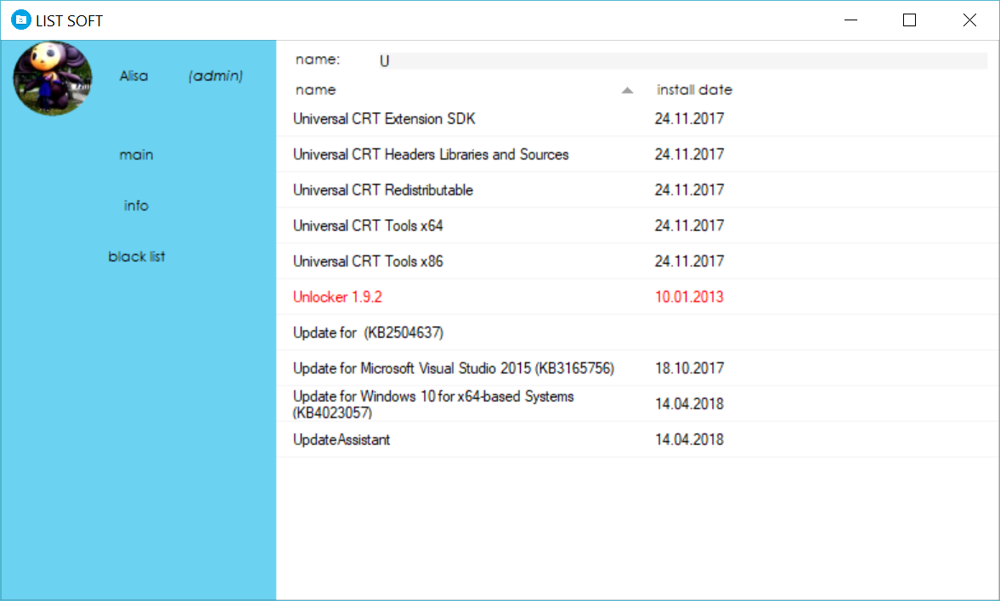 LIST SOFT
Alisa (admin)
main
info
black list
name: U
name install date
Universal CRT Extension SDK 24.11.2017
Universal CRT Headers Libraries and Sources 24.11.2017
Universal CRT Redistributable 24.11.2017
Universal CRT Tools x64 24.11.2017
Universal CRT Tools x86 24.11.2017
Unlocker 1.9.2 10.01.2013
Update for (KB2504637)
Update for Microsoft Visual Studio 2015 (KB3165756) 18.10.2017
Update for Windows 10 for x64-based Systems
(KB4023057) 14.04.2018
UpdateAssistant 14.04.2018